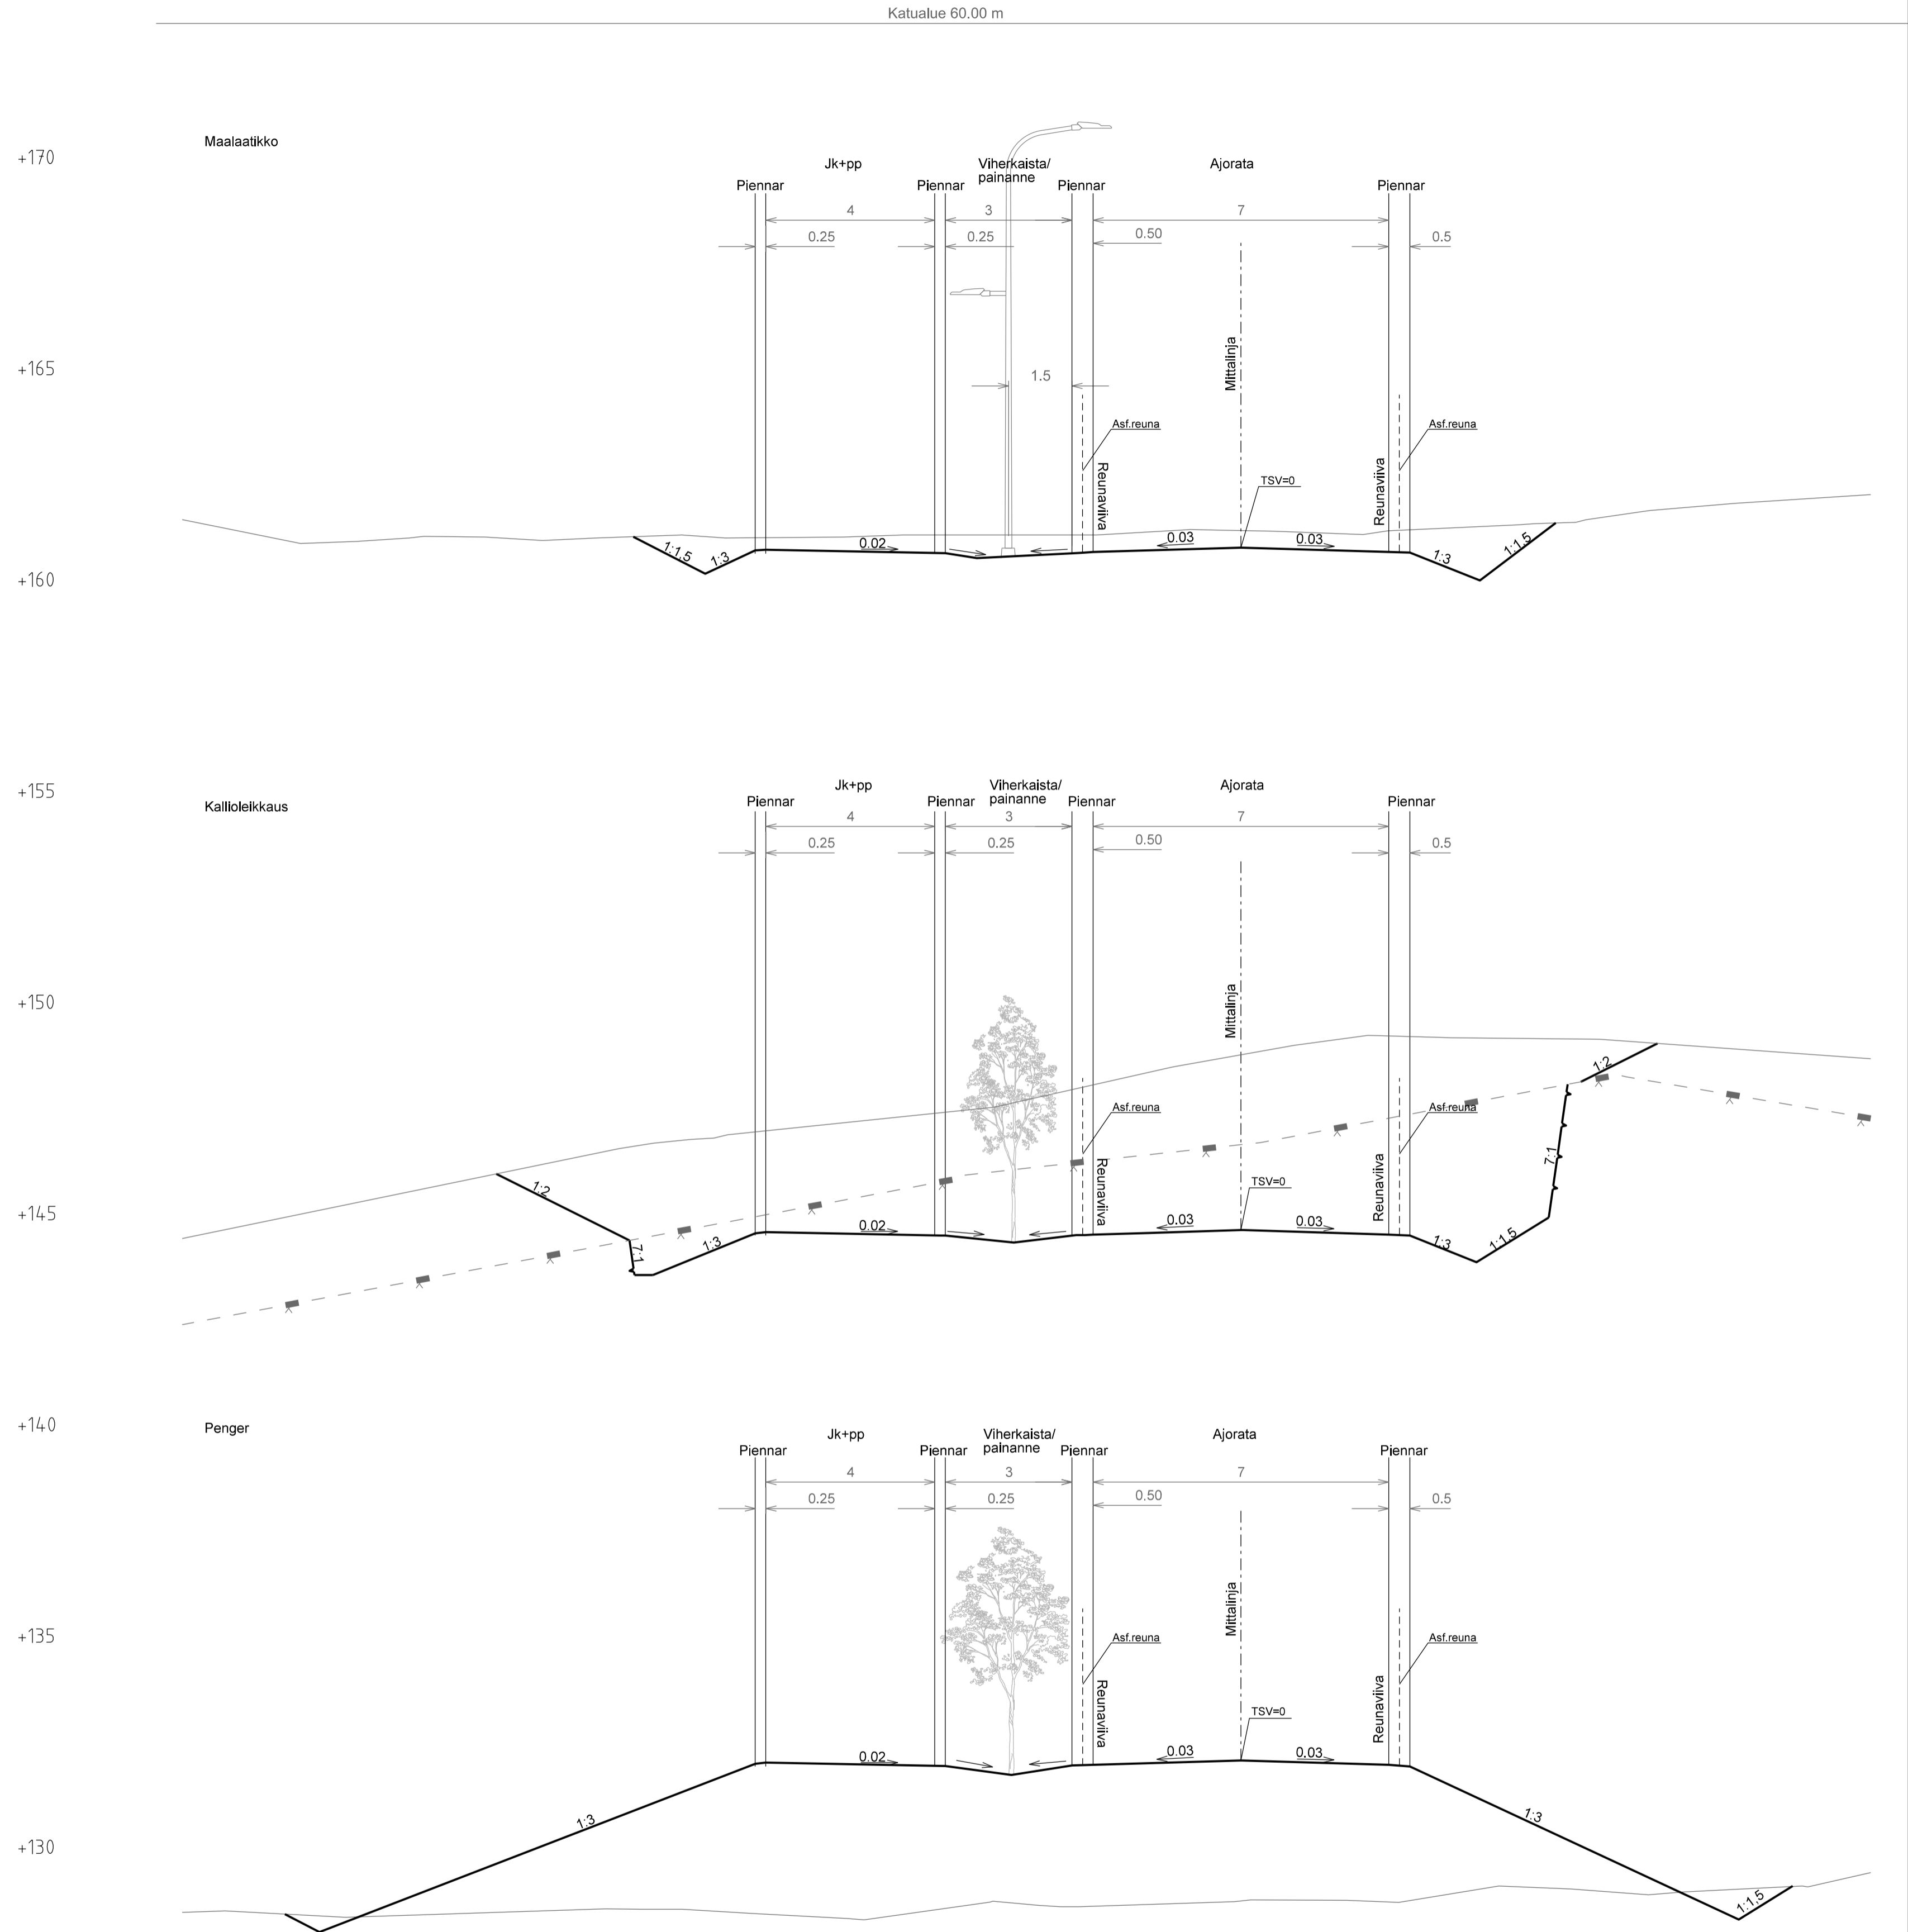 Katualue 60.00 m
+170
Maalaatikko
Jk+pp
Viherkaista/
painanne
Ajorata
Piennar
Piennar
Piennar
Piennar
4
3
7
0.25
0.25
0.50
0.5
+165
Mittalinja
1.5
Asf.reuna
Asf.reuna
Reunaviiva
Reunaviiva
TSV=0
1:1,5
1:3
0.02
0.03
0.03
1:3
1:1,5
+160
+155
Kallioleikkaus
Jk+pp
Viherkaista/
painanne
Ajorata
Piennar
Piennar
Piennar
Piennar
4
3
7
0.25
0.25
0.50
0.5
+150
Mittalinja
1:2
Asf.reuna
Asf.reuna
7:1
Reunaviiva
Reunaviiva
1:2
TSV=0
+145
7:1
1:3
0.02
0.03
0.03
1:3
1:1,5
+140
Penger
Jk+pp
Viherkaista/
painanne
Ajorata
Piennar
Piennar
Piennar
Piennar
4
3
7
0.25
0.25
0.50
0.5
+135
Mittalinja
Asf.reuna
Asf.reuna
Reunaviiva
Reunaviiva
TSV=0
0.02
0.03
0.03
1:3
1:3
+130
1:1,5